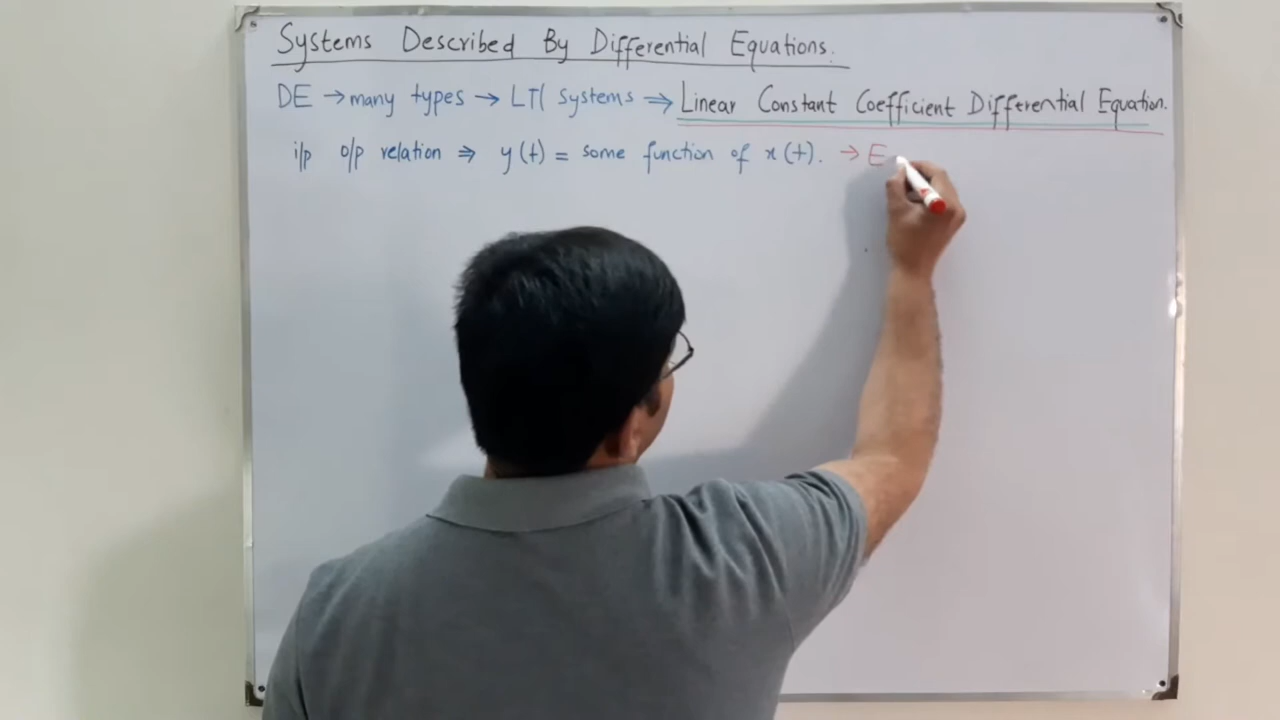 Systems Described By Differential Equations.
DE → many types → LTI systems ⇒ Linear Constant Coefficient Differential Equation.
i/p o/p relation ⇒ y(t) = some function of x(t). → E